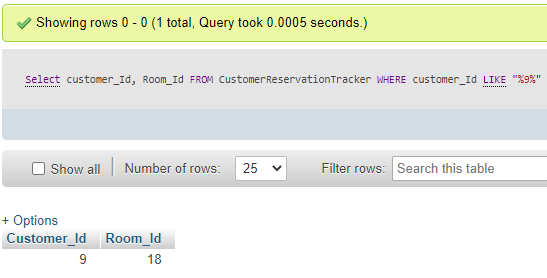 Showing rows 0 - 0 (1 total, Query took 0.0005 seconds.)
Select customer_Id, Room_Id FROM CustomerReservationTracker WHERE customer_Id LIKE "%9%"
Show all Number of rows: 25 Filter rows: Search this table
+ Options
Customer_Id Room_Id
9 18